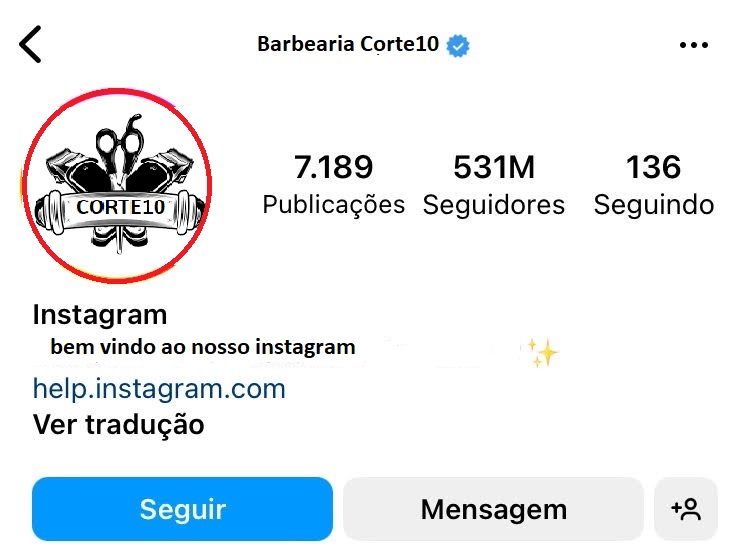 Barbearia Corte10
CORTE10
7.189 531M 136
Publicações Seguidores Seguindo
Instagram
bem vindo ao nosso instagram
help.instagram.com
Ver tradução
Seguir Mensagem